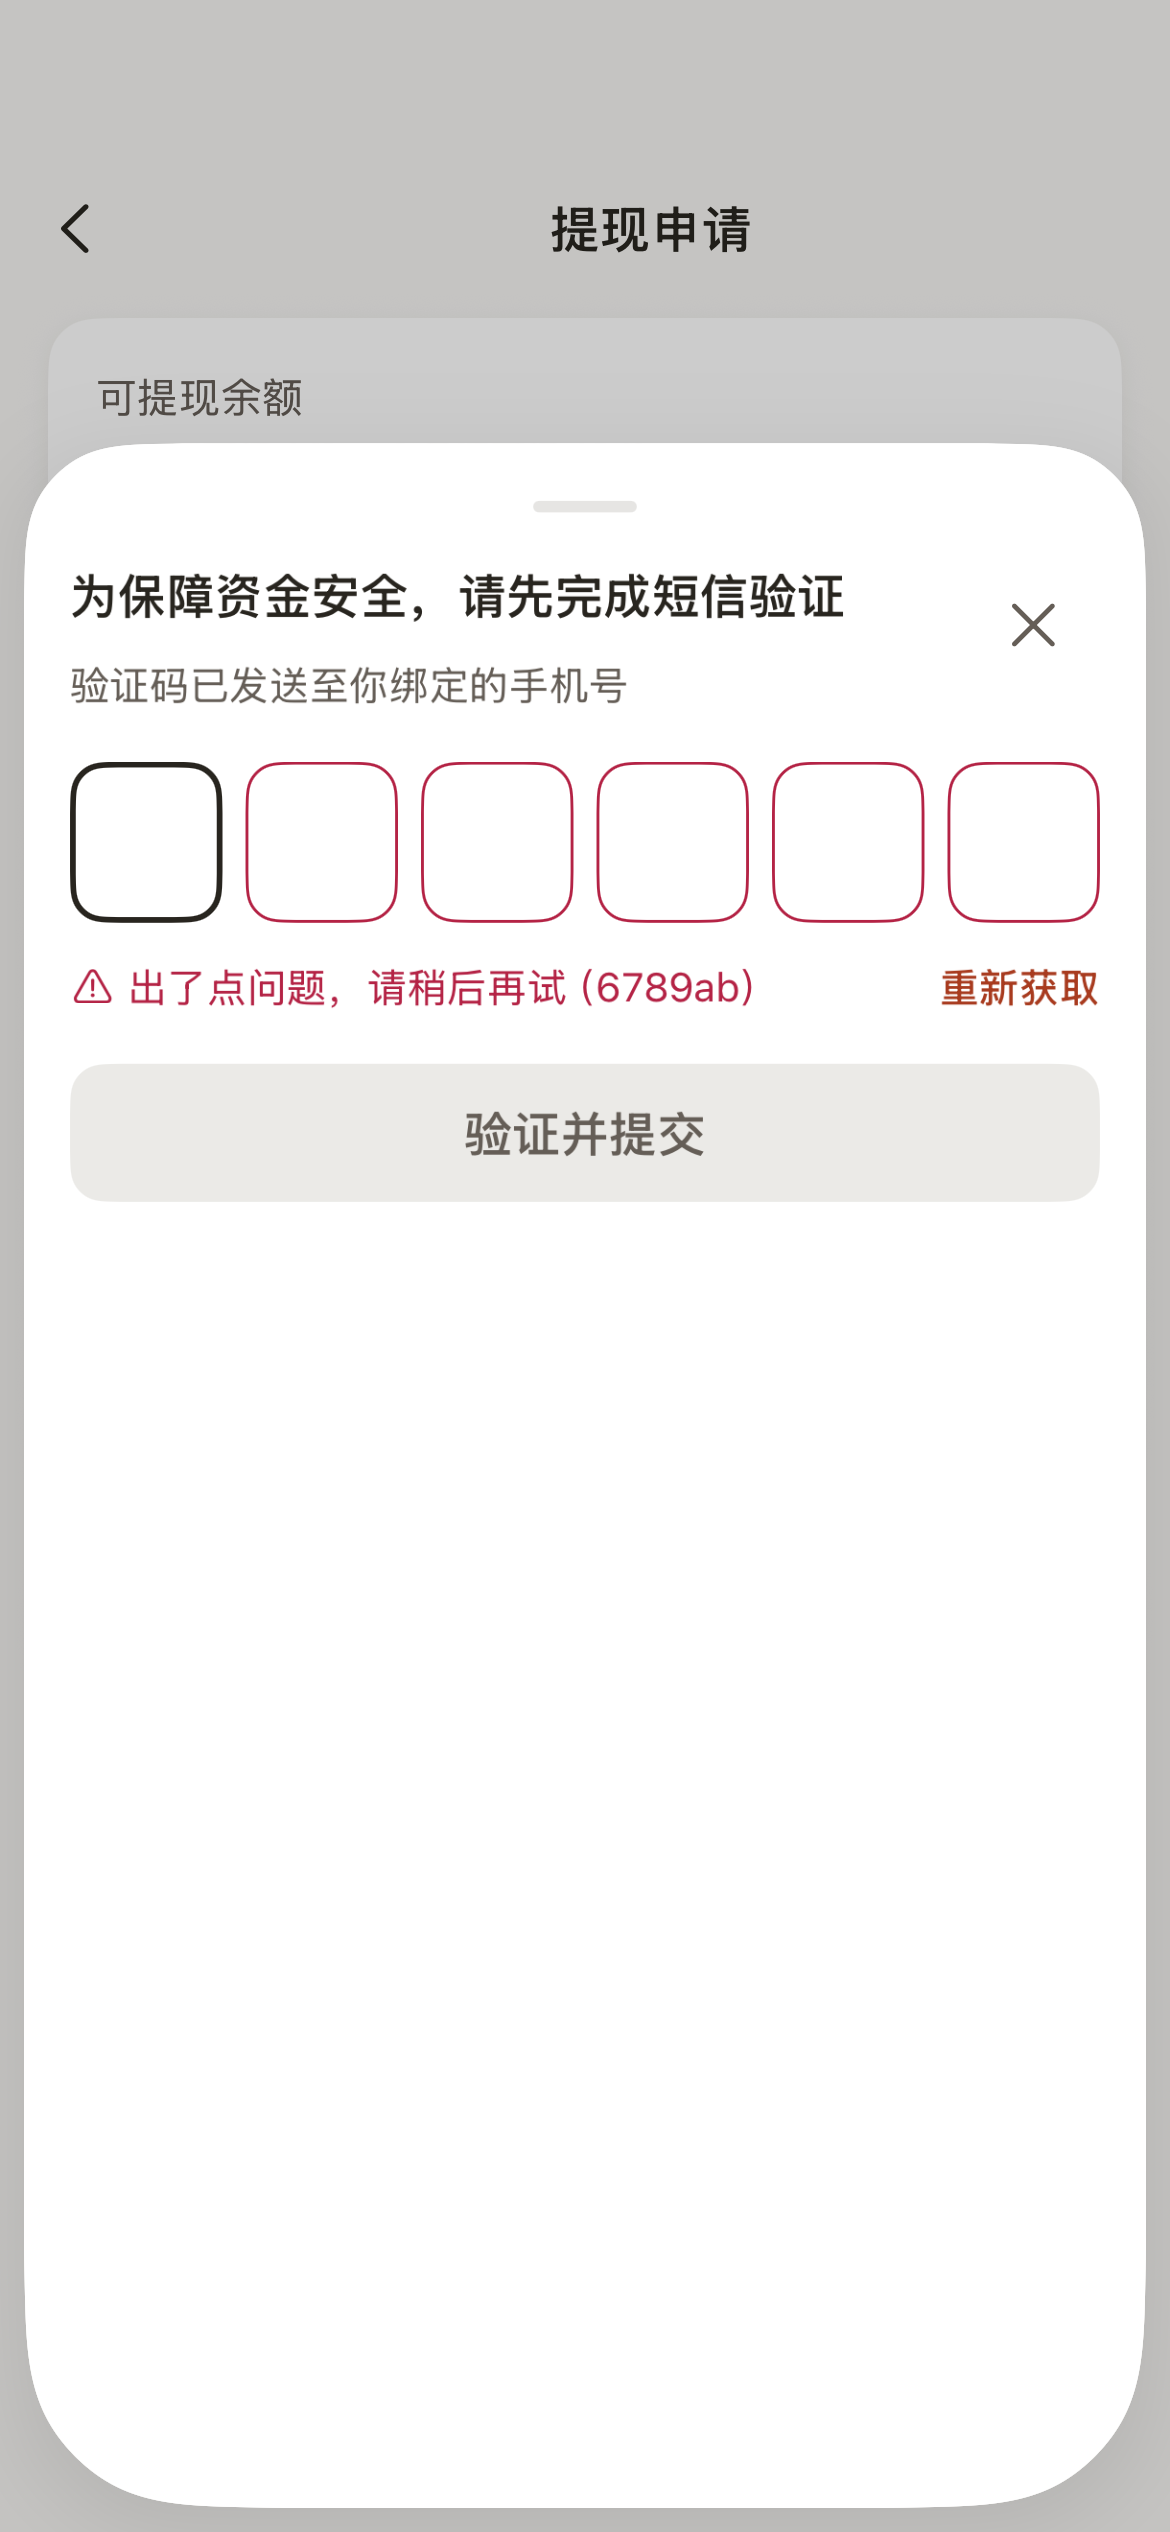 提现申请
可提现余额
为保障资金安全，请先完成短信验证
验证码已发送至你绑定的手机号
出了点问题，请稍后再试 (6789ab)
重新获取
验证并提交